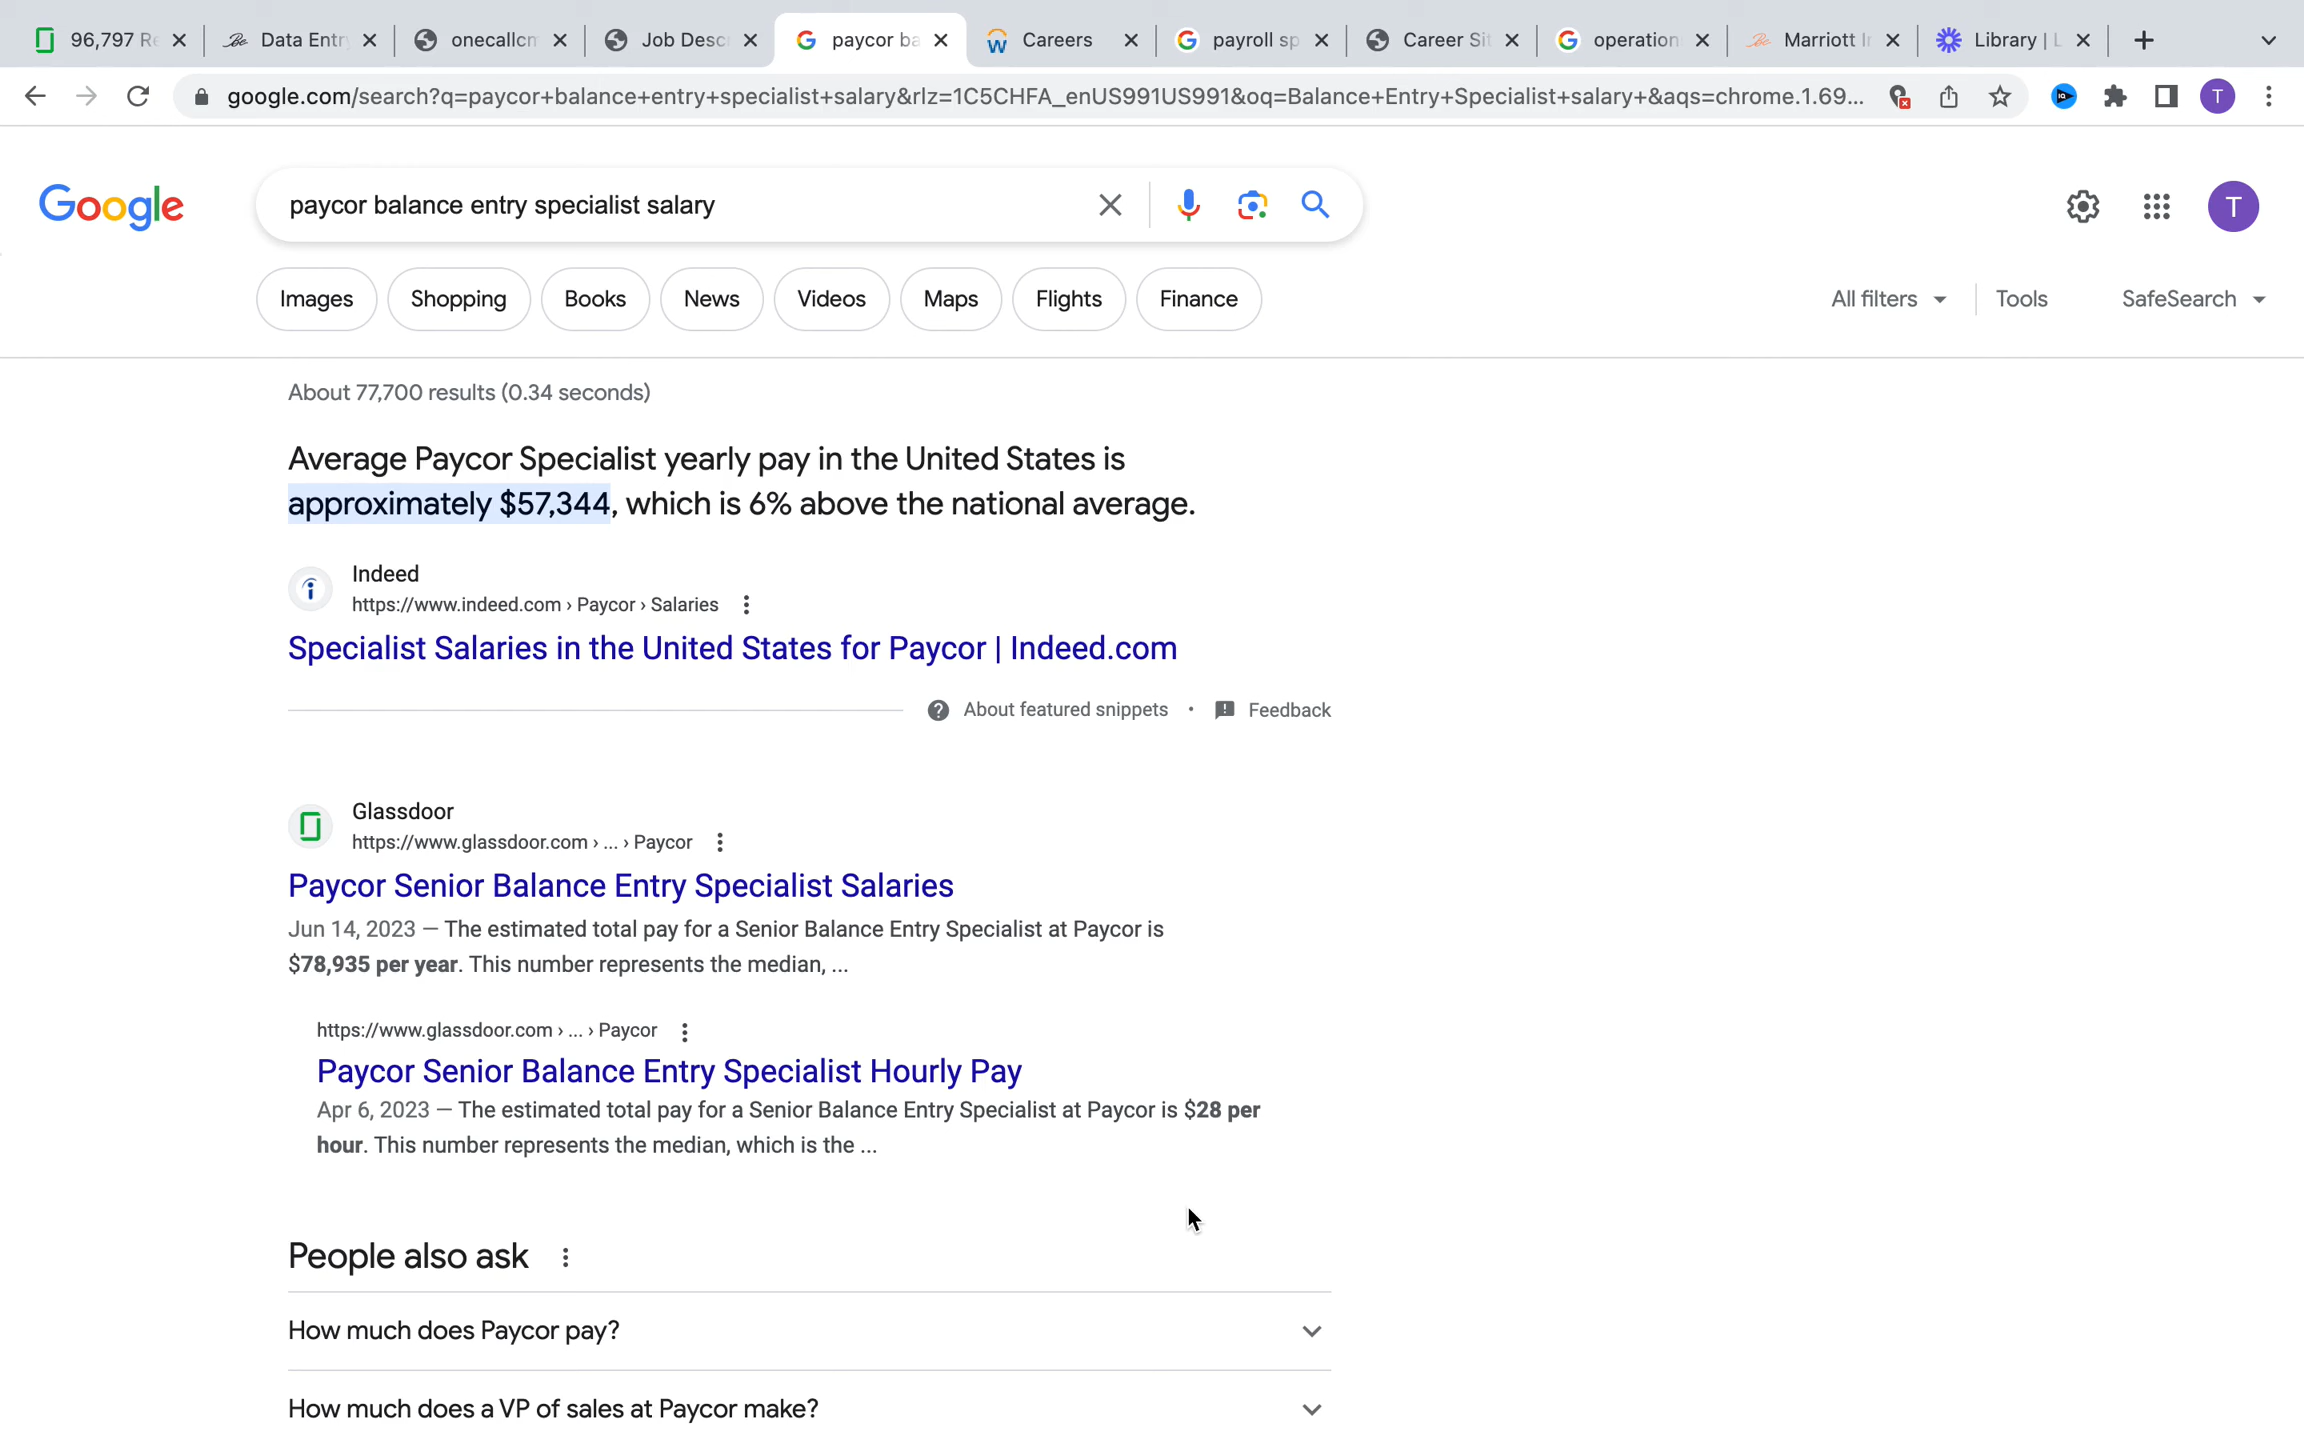 96,797 Re
Data Entr
onecallcm
Job Descr
paycor ba
Careers
payroll sp
Career Sit
operation
Marriott In
Library | L
google.com/search?q=paycor+balance+entry+specialist+salary&rlz=1C5CHFA_enUS991US991&oq=Balance+Entry+Specialist+salary+&aqs=chrome.1.69...
T
Google
paycor balance entry specialist salary
T
Images
Shopping
Books
News
Videos
Maps
Flights
Finance
All filters
Tools
SafeSearch
About 77,700 results (0.34 seconds)
Average Paycor Specialist yearly pay in the United States is
approximately $57,344, which is 6% above the national average.
Indeed
https://www.indeed.com › Paycor › Salaries
Specialist Salaries in the United States for Paycor | Indeed.com
About featured snippets • Feedback
Glassdoor
https://www.glassdoor.com › ... › Paycor
Paycor Senior Balance Entry Specialist Salaries
Jun 14, 2023 — The estimated total pay for a Senior Balance Entry Specialist at Paycor is
$78,935 per year. This number represents the median, ...
https://www.glassdoor.com › ... › Paycor
Paycor Senior Balance Entry Specialist Hourly Pay
Apr 6, 2023 — The estimated total pay for a Senior Balance Entry Specialist at Paycor is $28 per
hour. This number represents the median, which is the ...
People also ask
How much does Paycor pay?
How much does a VP of sales at Paycor make?